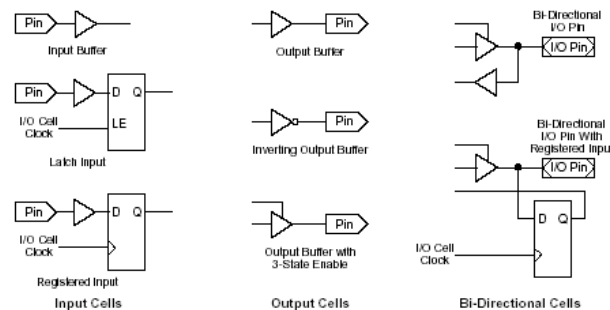 Pin
Input Buffer
Pin
D Q
I/O Cell
Clock
LE
Latch Input
Pin
D Q
I/O Cell
Clock
Registered Input
Input Cells
Pin
Output Buffer
Pin
Inverting Output Buffer
Pin
Output Buffer with
3-State Enable
Output Cells
Bi-Directional
I/O Pin
I/O Pin
Bi-Directional
I/O Pin With
Registered Input
I/O Pin
D Q
I/O Cell
Clock
Bi-Directional Cells